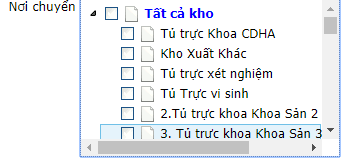 Nơi chuyển
Tất cả kho
Tủ trực Khoa CDHA
Kho Xuất Khác
Tủ trực xét nghiệm
Tủ Trực vi sinh
2.Tủ trực khoa Khoa Sản 2
3. Tủ trực khoa Khoa Sản 3